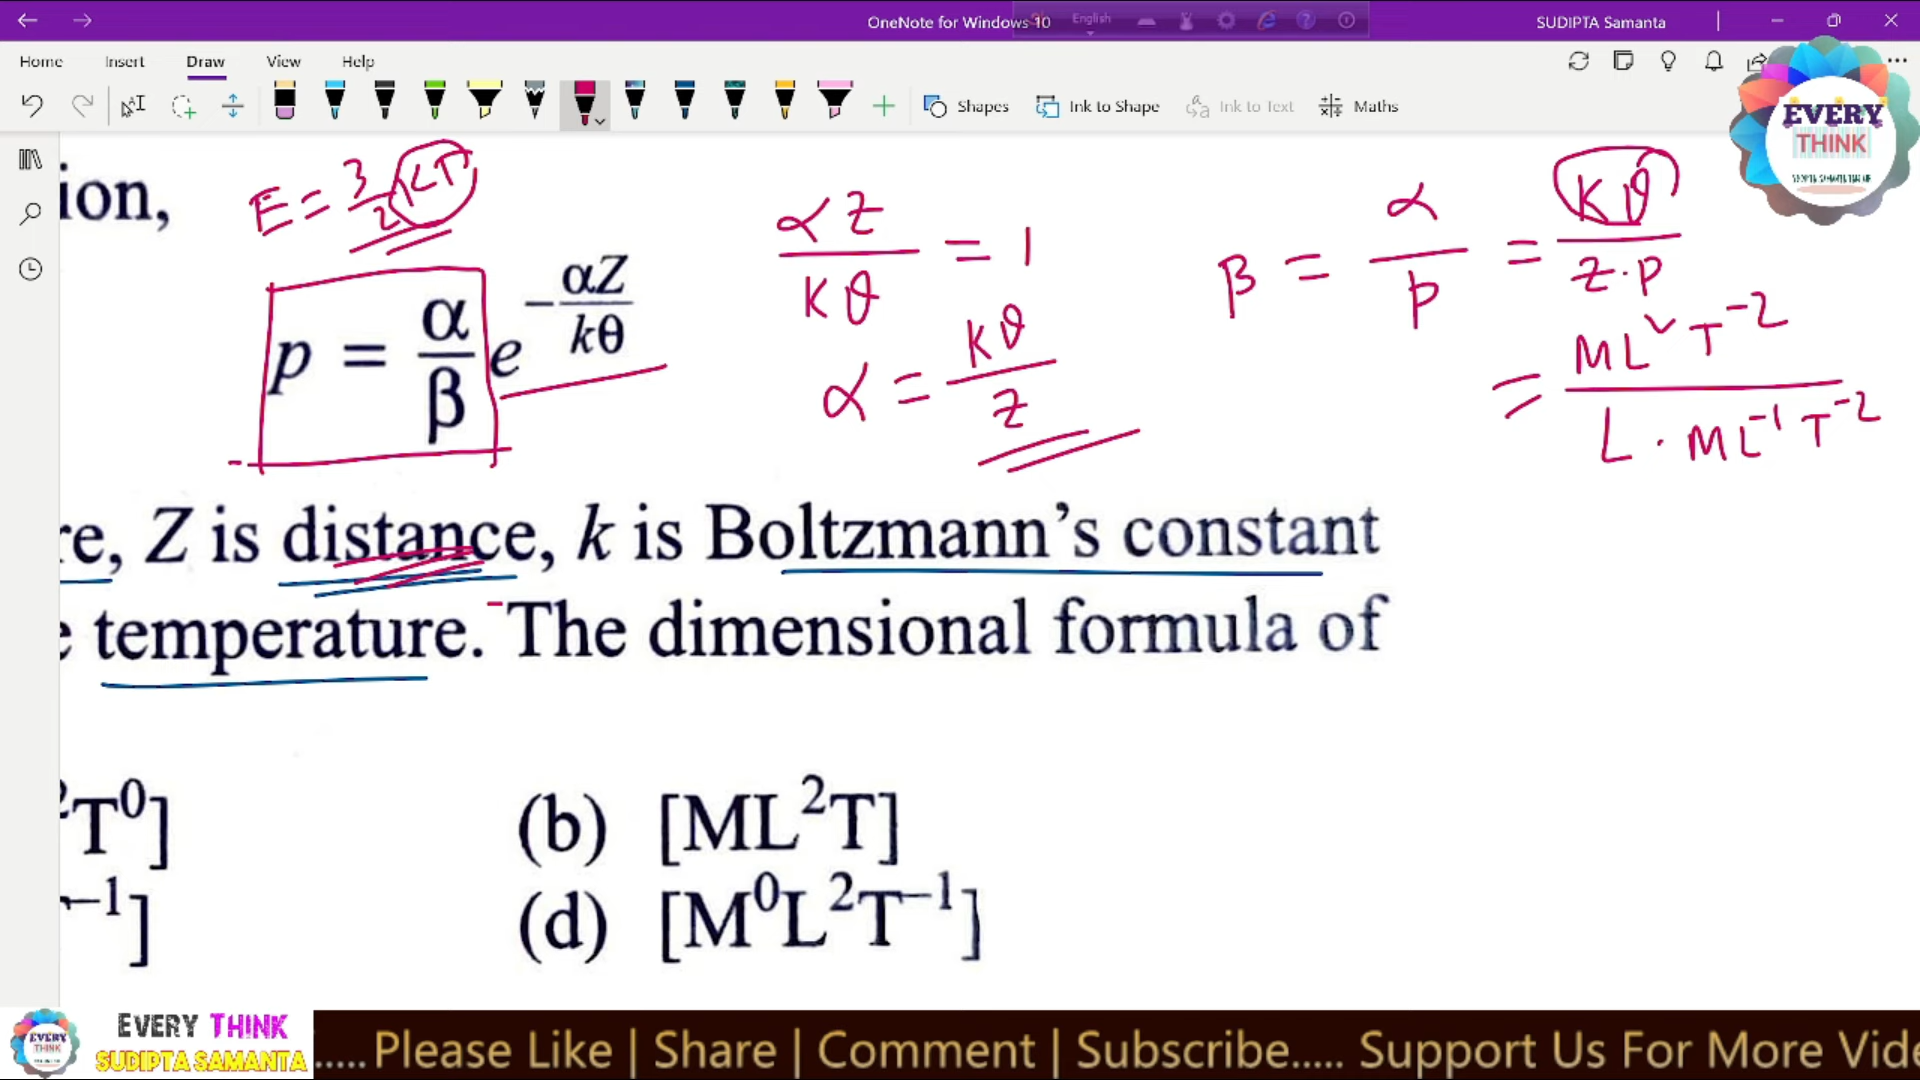 OneNote for Windows 10
English
SUDIPTA Samanta
Home Insert Draw View Help
Shapes Ink to Shape Ink to Text Maths
EVERY
THINK
ion,
E = 3/2 KT
p = α/β e^(-αZ/kθ)
αZ/Kθ = 1
α = Kθ/Z
β = α/p = Kθ/Z·p
= ML²T⁻²/L·ML⁻¹T⁻²
re, Z is distance, k is Boltzmann's constant
temperature. The dimensional formula of
T⁰] (b) [ML²T]
⁻¹] (d) [M⁰L²T⁻¹]
EVERY THINK
SUDIPTA SAMANTA
..... Please Like | Share | Comment | Subscribe..... Support Us For More Vide